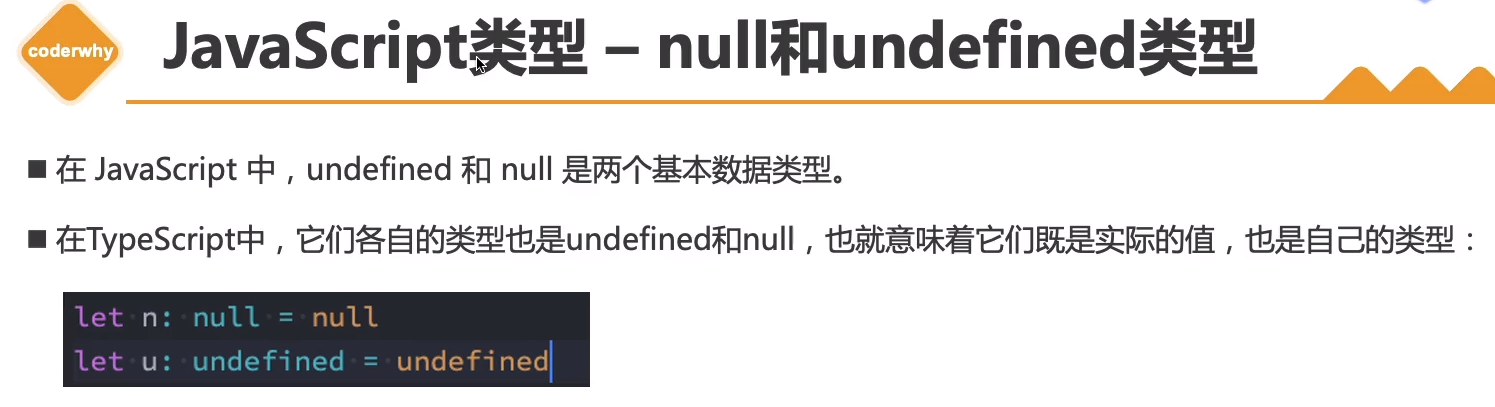 coderwhy
JavaScript类型 – null和undefined类型
■ 在 JavaScript 中，undefined 和 null 是两个基本数据类型。
■ 在TypeScript中，它们各自的类型也是undefined和null，也就意味着它们既是实际的值，也是自己的类型：
let n: null = null
let u: undefined = undefined